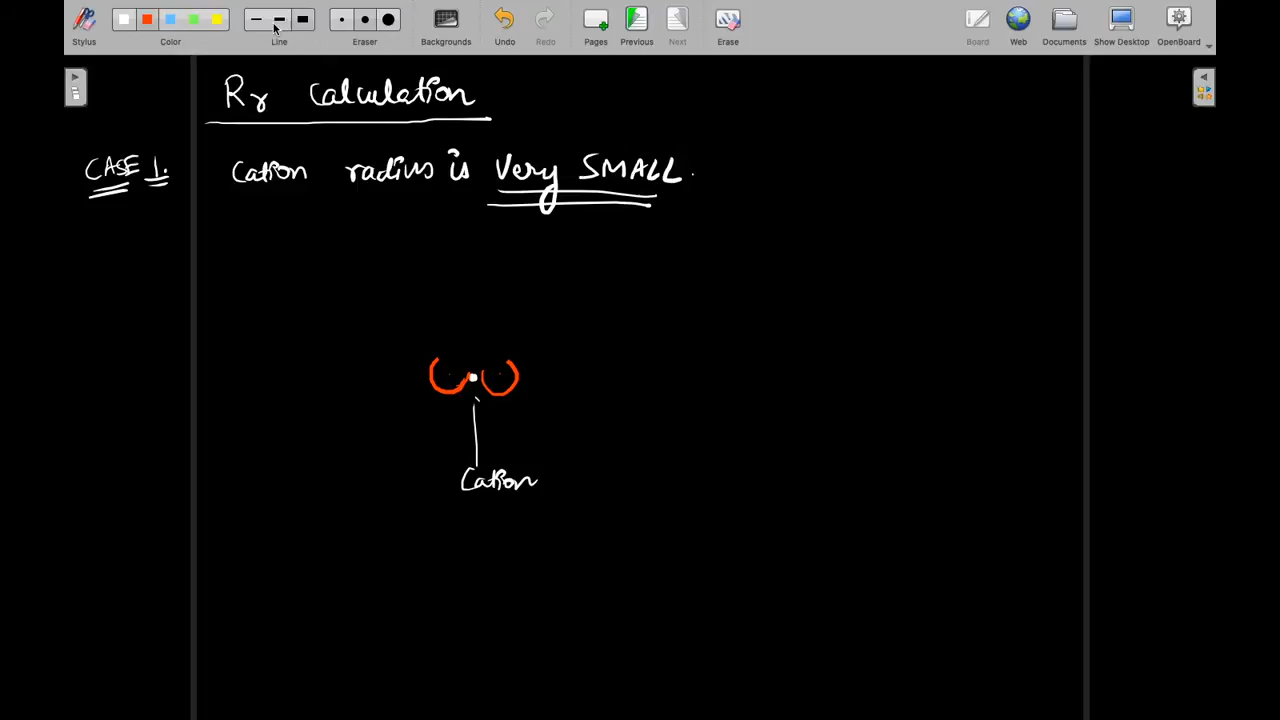 Stylus Color Line Eraser Backgrounds Undo Redo Pages Previous Next Erase Board Web Documents Show Desktop OpenBoard
Rr calculation
CASE 1. Cation radius is Very SMALL.
Cation